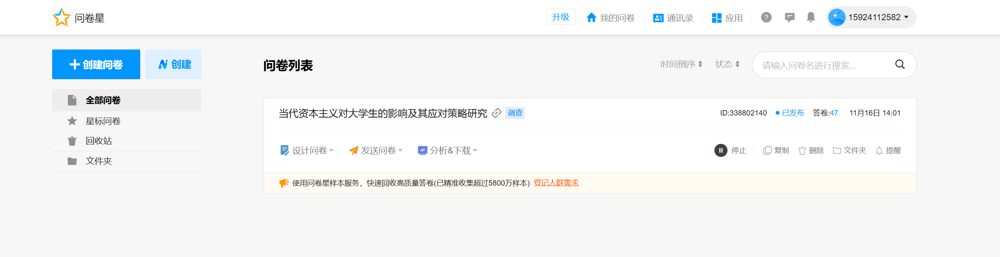 问卷星
升级 我的问卷 通讯录 应用 15924112582
创建问卷 创建
问卷列表 时间倒序 状态 请输入问卷名进行搜索...
全部问卷
星标问卷
回收站
文件夹
当代资本主义对大学生的影响及其应对策略研究 调查 ID:338802140 已发布 答卷:47 11月16日 14:01
设计问卷 发送问卷 分析&下载 停止 复制 删除 文件夹 提醒
使用问卷星样本服务，快速回收高质量答卷(已精准收集超过5800万样本) 登记人群需求